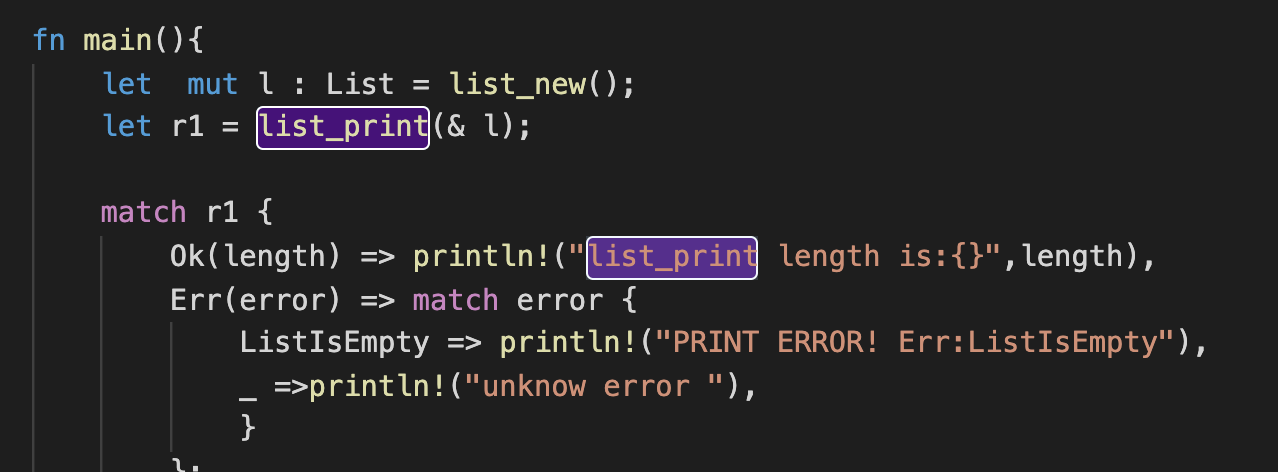 fn main(){
let  mut l : List = list_new();
let r1 = list_print(& l);
match r1 {
Ok(length) => println!("list_print length is:{}",length),
Err(error) => match error {
ListIsEmpty => println!("PRINT ERROR! Err:ListIsEmpty"),
_ =>println!("unknow error "),
}
};